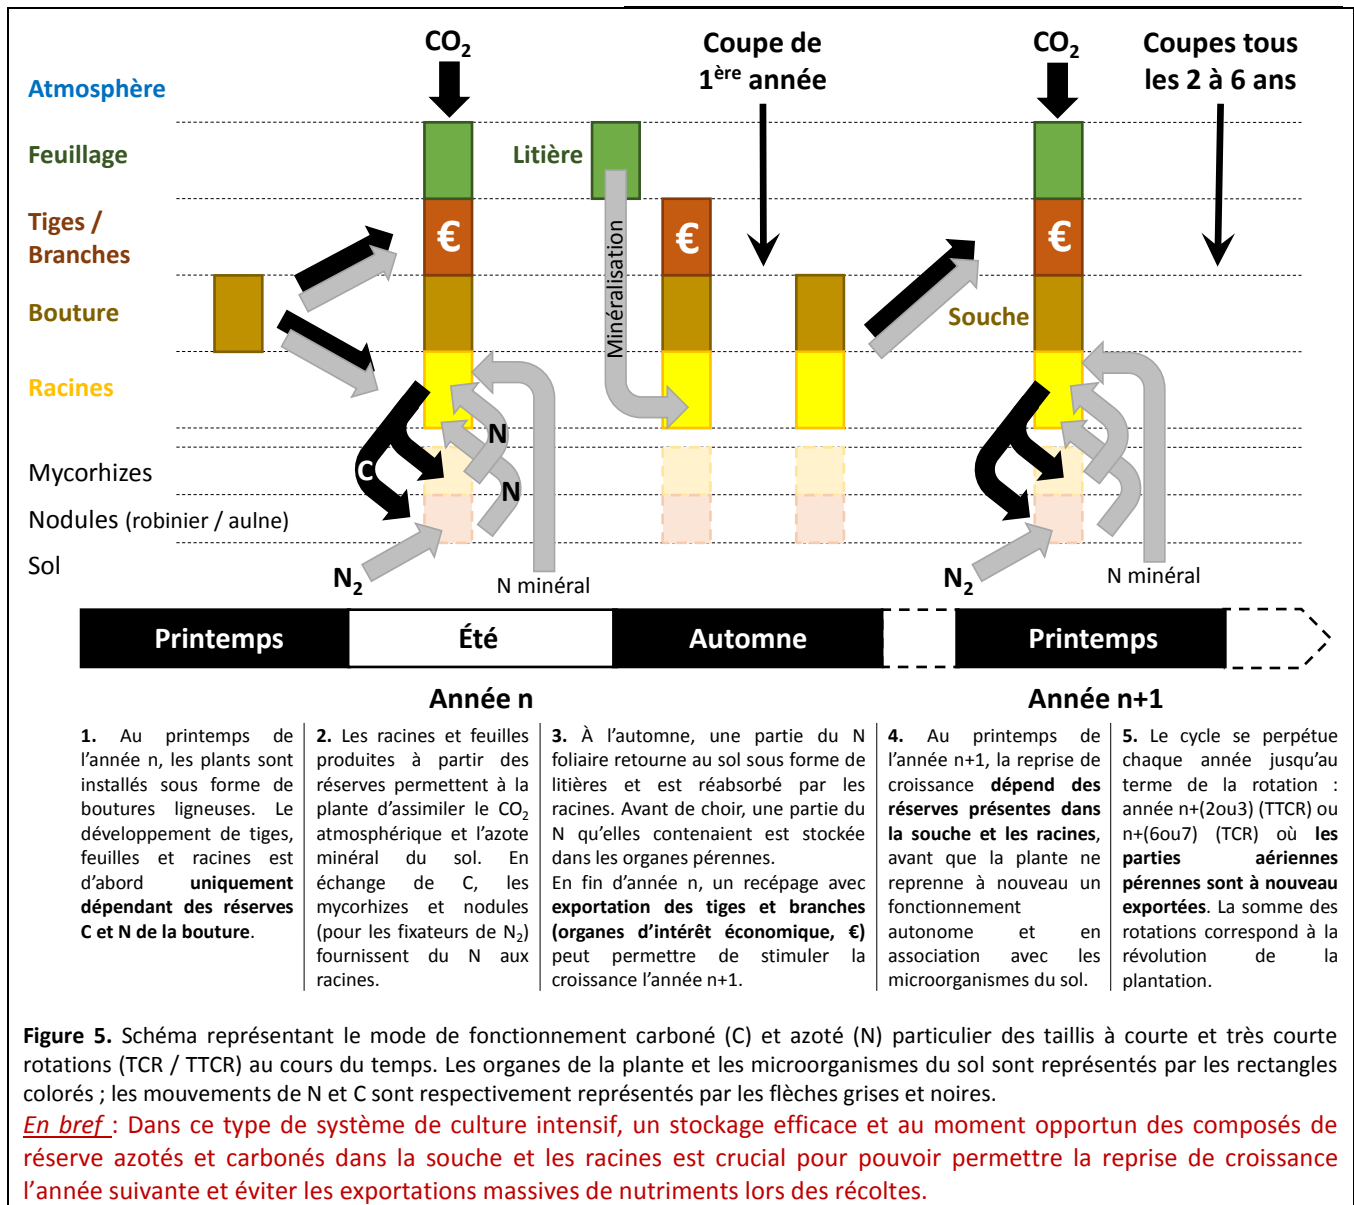 CO2
Coupe de
1ère année
CO2
Coupes tous
les 2 à 6 ans
Atmosphère
Feuillage
Litière
Tiges /
Branches
€
€
€
Minéralisation
Bouture
Souche
Racines
N
C
N
Mycorhizes
Nodules (robinier / aulne)
Sol
N2
N minéral
N2
N minéral
Printemps
Été
Automne
Printemps
Année n
Année n+1
1. Au printemps de
l’année n, les plants sont
installés sous forme de
boutures ligneuses. Le
développement de tiges,
feuilles et racines est
d’abord uniquement
dépendant des réserves
C et N de la bouture.
2. Les racines et feuilles
produites à partir des
réserves permettent à la
plante d’assimiler le CO2
atmosphérique et l’azote
minéral du sol. En
échange de C, les
mycorhizes et nodules
(pour les fixateurs de N2)
fournissent du N aux
racines.
3. À l’automne, une partie du N
foliaire retourne au sol sous forme de
litières et est réabsorbé par les
racines. Avant de choir, une partie du
N qu’elles contenaient est stockée
dans les organes pérennes.
En fin d’année n, un recépage avec
exportation des tiges et branches
(organes d’intérêt économique, €)
peut permettre de stimuler la
croissance l’année n+1.
4. Au printemps de
l’année n+1, la reprise de
croissance dépend des
réserves présentes dans
la souche et les racines,
avant que la plante ne
reprenne à nouveau un
fonctionnement
autonome et en
association avec les
microorganismes du sol.
5. Le cycle se perpétue
chaque année jusqu’au
terme de la rotation :
année n+(2ou3) (TTCR) ou
n+(6ou7) (TCR) où les
parties aériennes
pérennes sont à nouveau
exportées. La somme des
rotations correspond à la
révolution de la
plantation.
Figure 5. Schéma représentant le mode de fonctionnement carboné (C) et azoté (N) particulier des taillis à courte et très courte
rotations (TCR / TTCR) au cours du temps. Les organes de la plante et les microorganismes du sol sont représentés par les rectangles
colorés ; les mouvements de N et C sont respectivement représentés par les flèches grises et noires.
En bref : Dans ce type de système de culture intensif, un stockage efficace et au moment opportun des composés de
réserve azotés et carbonés dans la souche et les racines est crucial pour pouvoir permettre la reprise de croissance
l’année suivante et éviter les exportations massives de nutriments lors des récoltes.